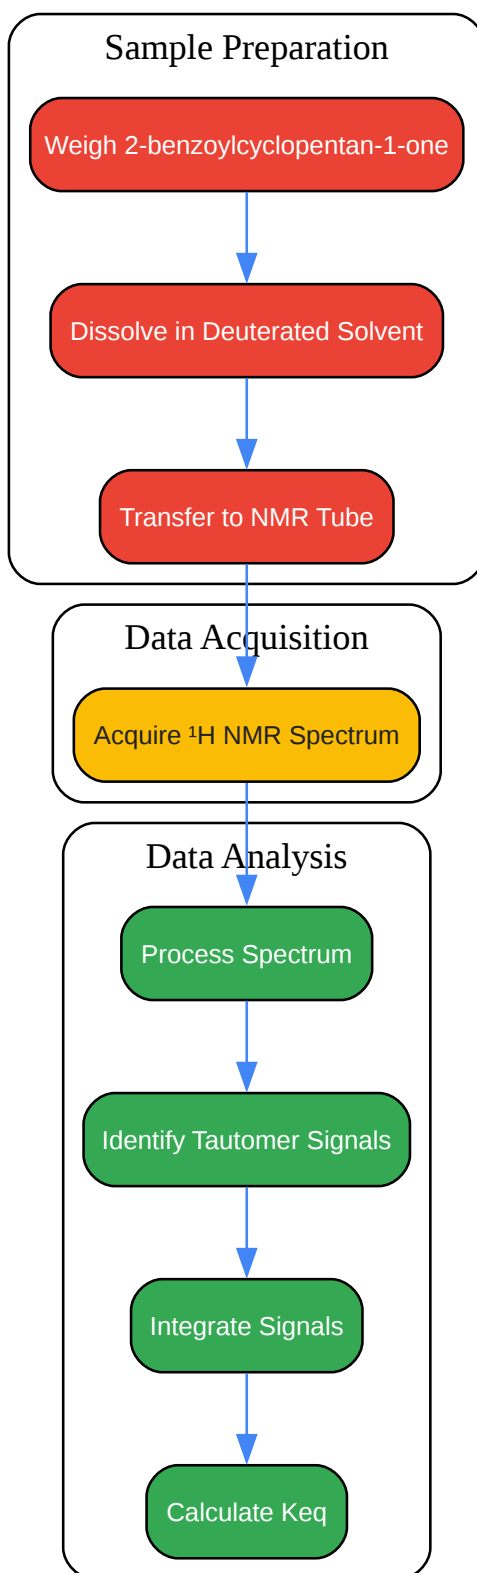 Sample Preparation
Weigh 2-benzoylcyclopentan-1-one
Dissolve in Deuterated Solvent
Transfer to NMR Tube
Data Acquisition
Acquire ¹H NMR Spectrum
Data Analysis
Process Spectrum
Identify Tautomer Signals
Integrate Signals
Calculate Keq